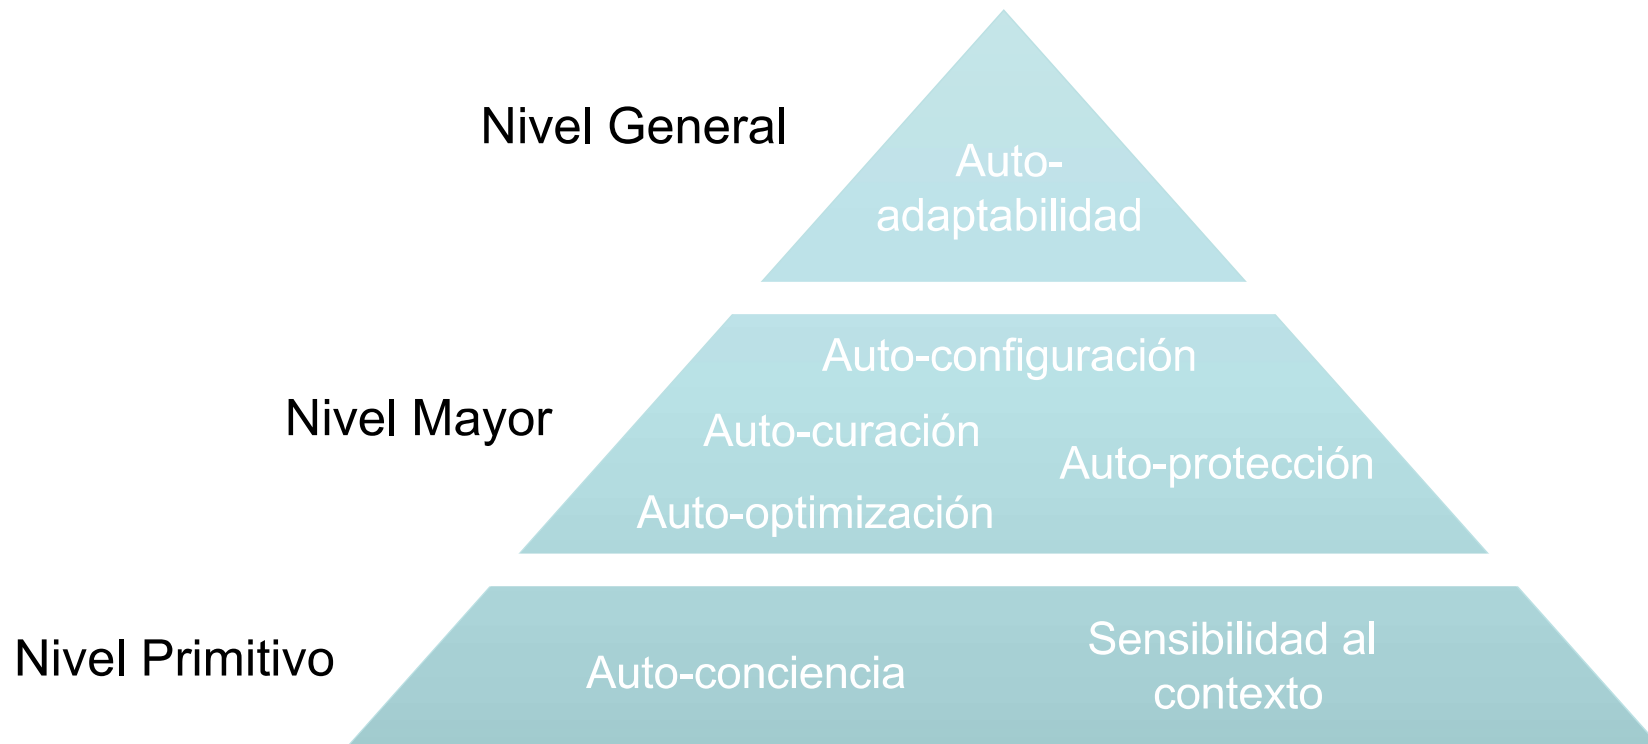 Nivel General
Auto-
adaptabilidad
Nivel Mayor
Auto-configuración
Auto-curación
Auto-protección
Auto-optimización
Nivel Primitivo
Auto-conciencia
Sensibilidad al
contexto